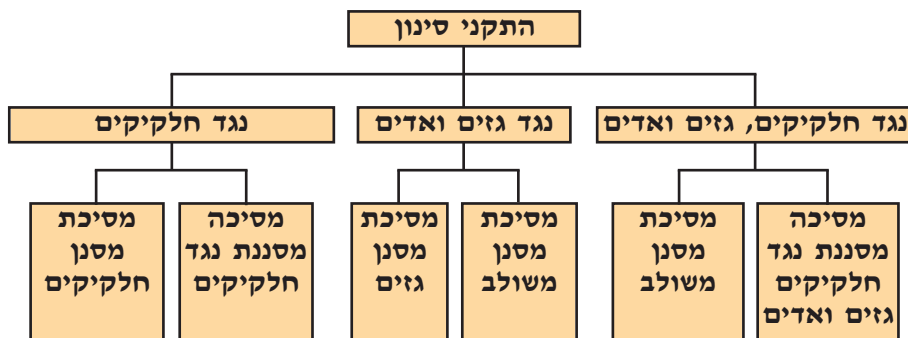 התקני סינון
נגד חלקיקים, גזים ואדים
נגד גזים ואדים
נגד חלקיקים
מסיכה
מסננת נגד
חלקיקים
גזים ואדים
מסיכת
מסנן
משולב
מסיכת
מסנן
משולב
מסיכת
מסנן
גזים
מסיכה
מסננת נגד
חלקיקים
מסיכת
מסנן
חלקיקים